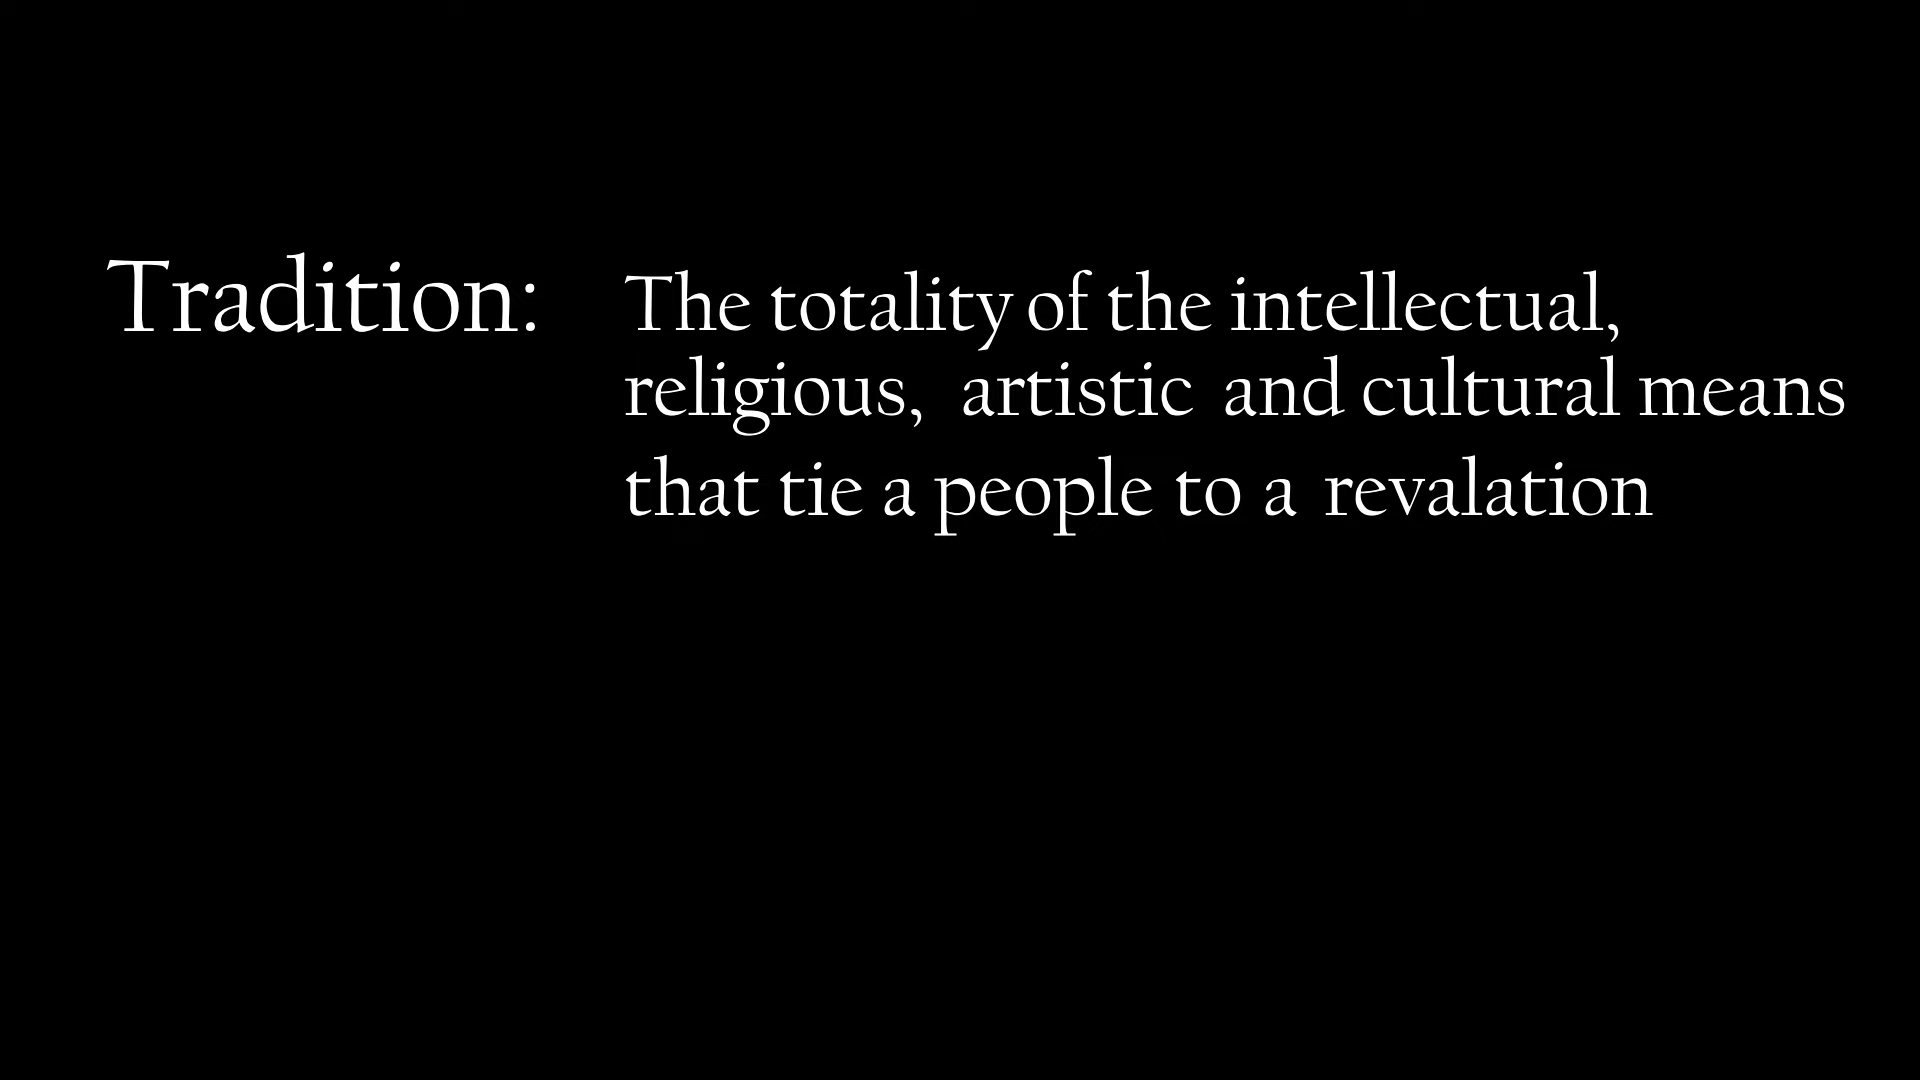 Tradition: The totality of the intellectual,
religious, artistic and cultural means
that tie a people to a revalation